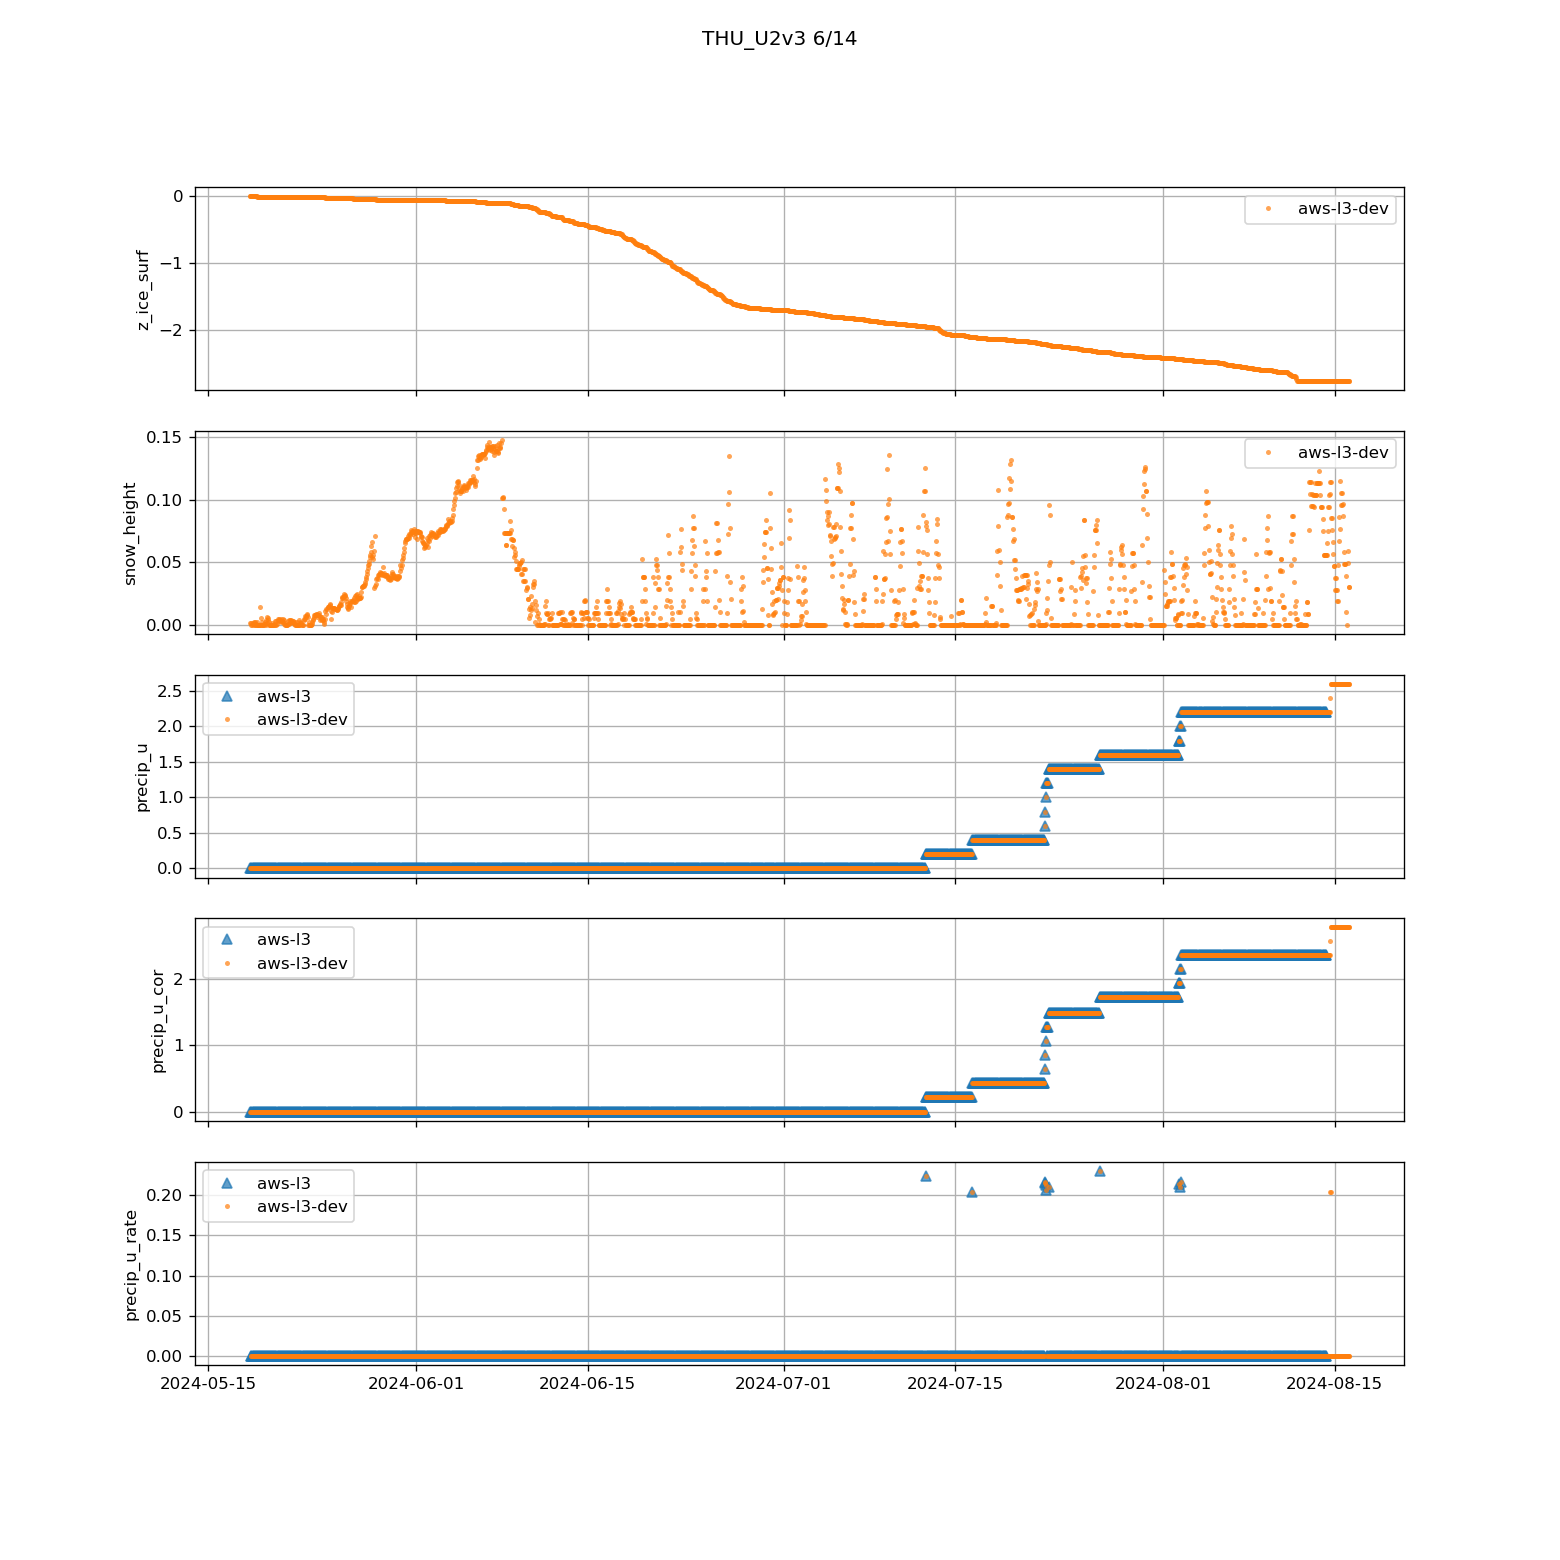 THU_U2v3 6/14
0
−1
−2
z_ice_surf
aws-l3-dev
0.15
0.10
0.05
0.00
snow_height
aws-l3-dev
2.5
2.0
1.5
1.0
0.5
0.0
precip_u
aws-l3
aws-l3-dev
2
1
0
precip_u_cor
aws-l3
aws-l3-dev
0.20
0.15
0.10
0.05
0.00
precip_u_rate
aws-l3
aws-l3-dev
2024-05-15 2024-06-01 2024-06-15 2024-07-01 2024-07-15 2024-08-01 2024-08-15